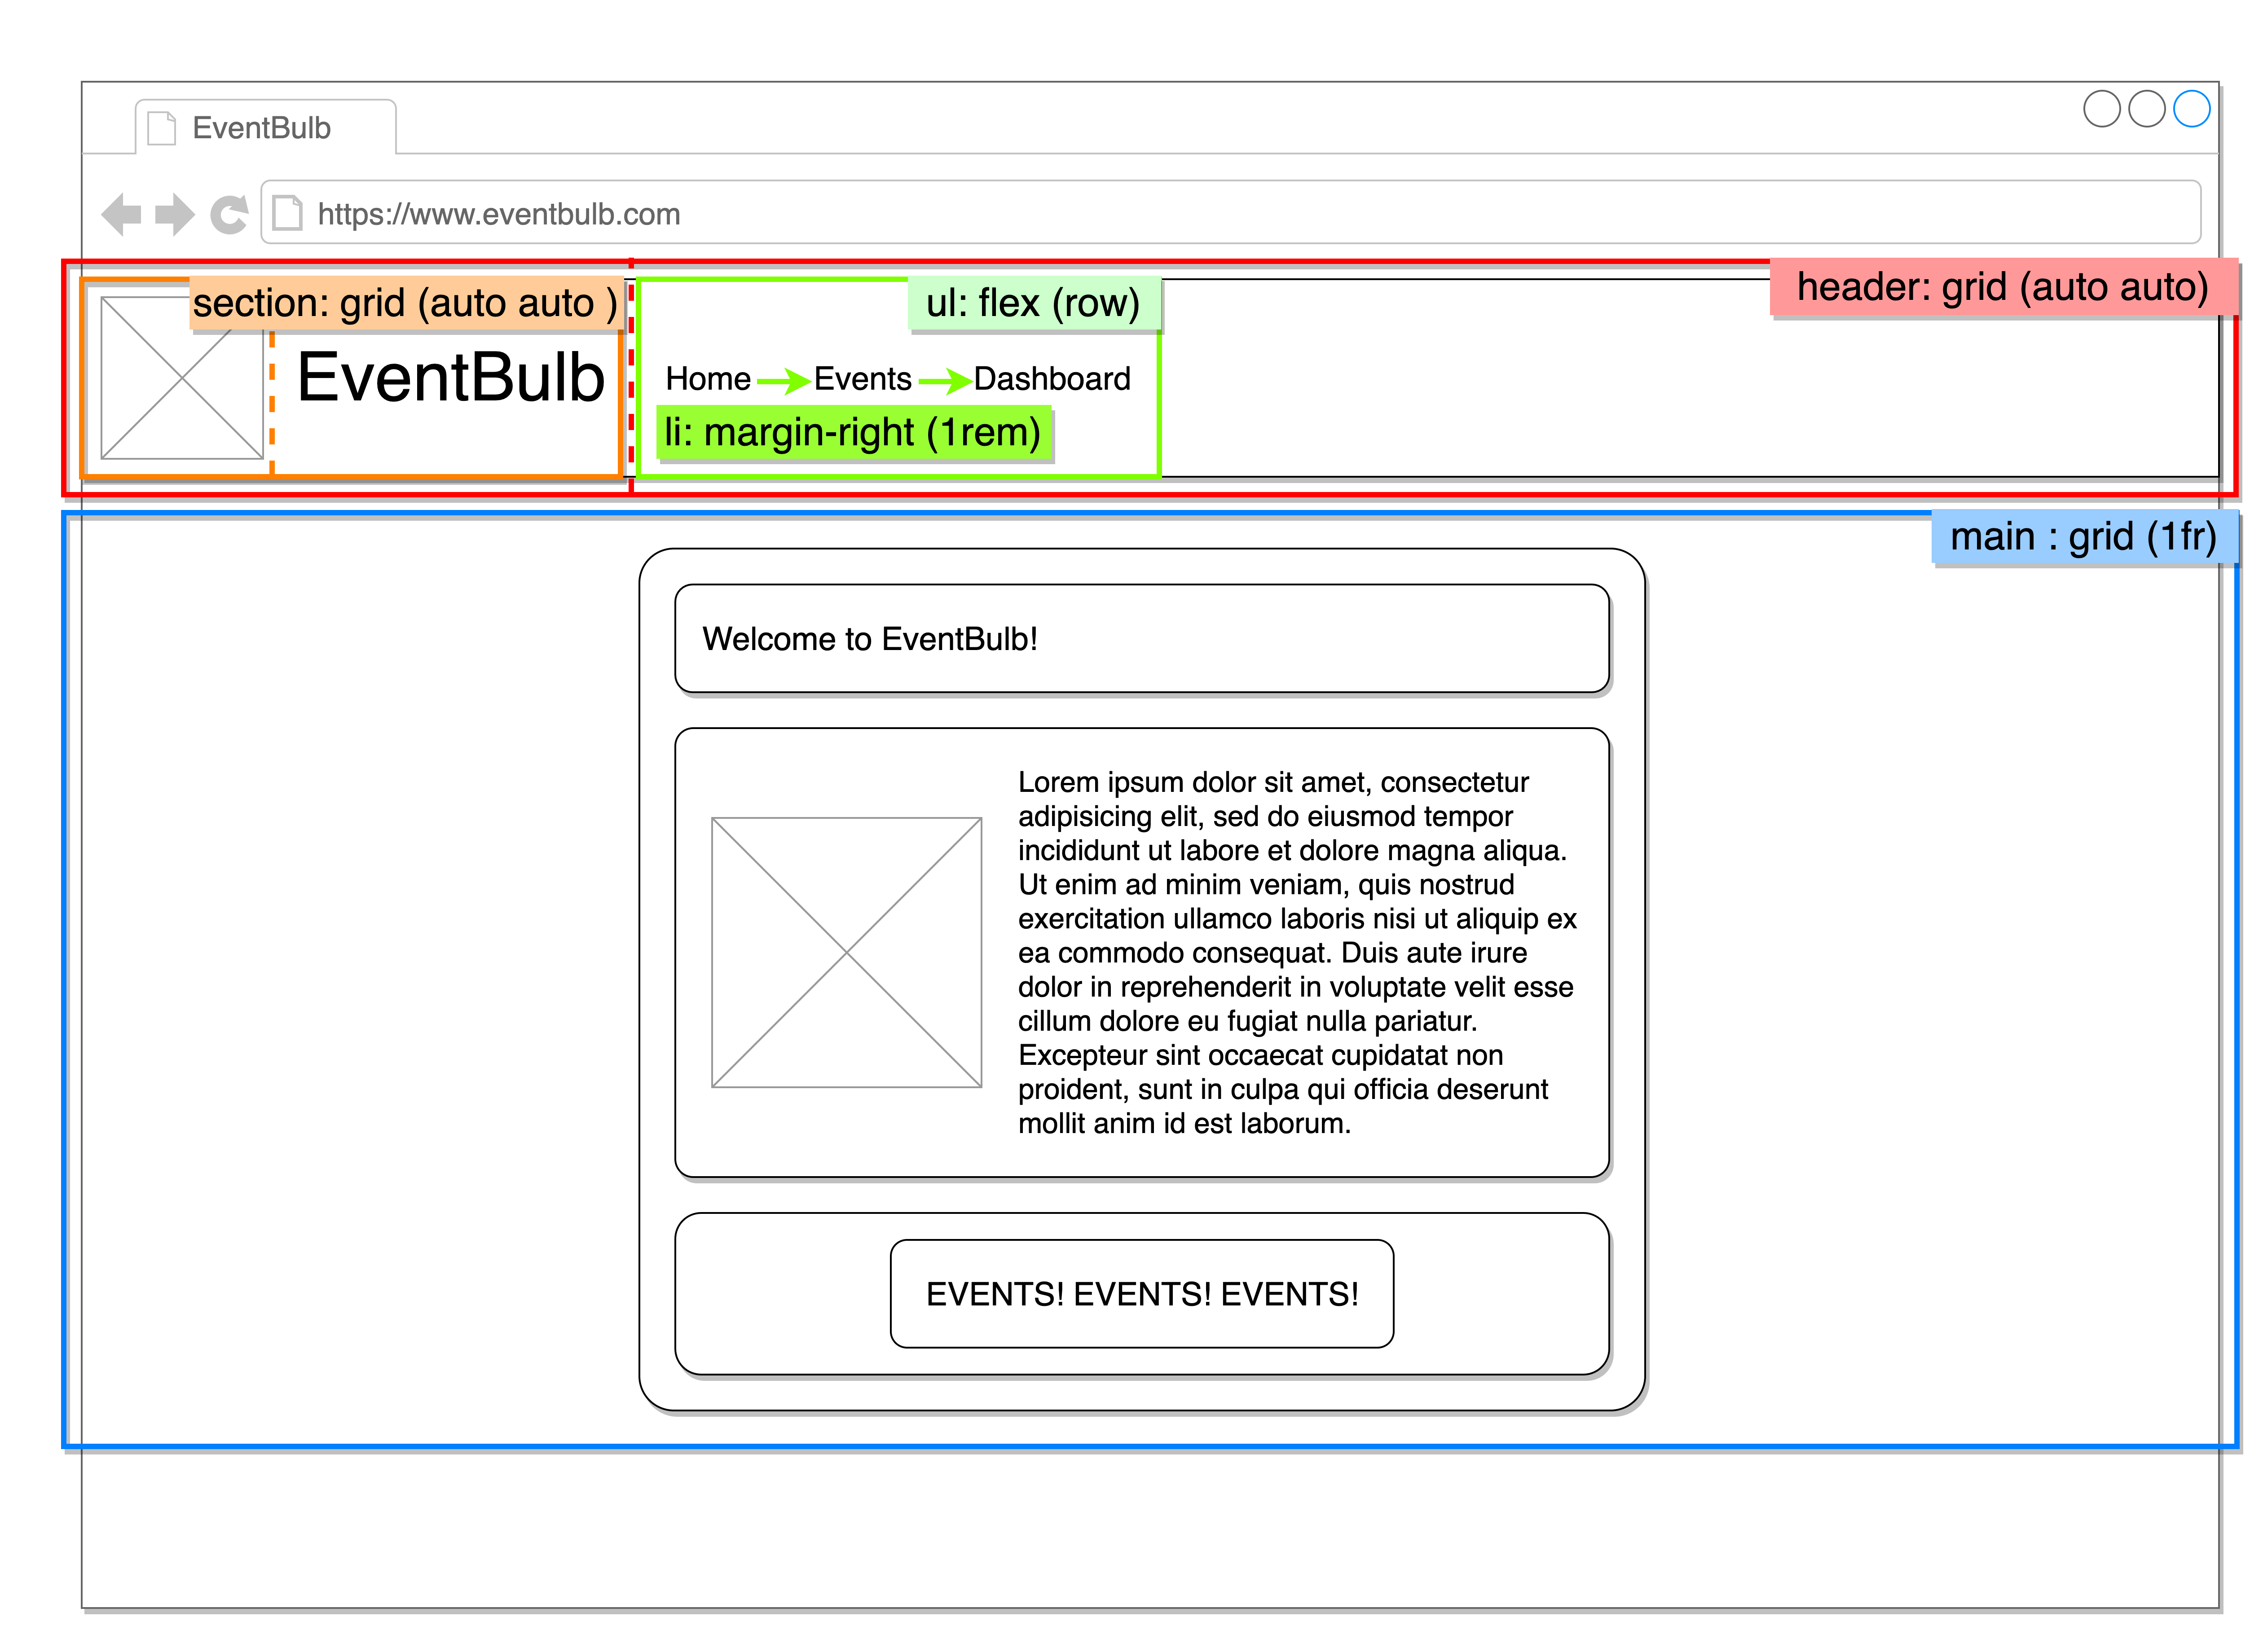 EventBulb
https://www.eventbulb.com
header: grid (auto auto)
section: grid (auto auto )
ul: flex (row)
EventBulb
Home
Events
Dashboard
li: margin-right (1rem)
main : grid (1fr)
Welcome to EventBulb!
Lorem ipsum dolor sit amet, consectetur
adipisicing elit, sed do eiusmod tempor
incididunt ut labore et dolore magna aliqua.
Ut enim ad minim veniam, quis nostrud
exercitation ullamco laboris nisi ut aliquip ex
ea commodo consequat. Duis aute irure
dolor in reprehenderit in voluptate velit esse
cillum dolore eu fugiat nulla pariatur.
Excepteur sint occaecat cupidatat non
proident, sunt in culpa qui officia deserunt
mollit anim id est laborum.
EVENTS! EVENTS! EVENTS!